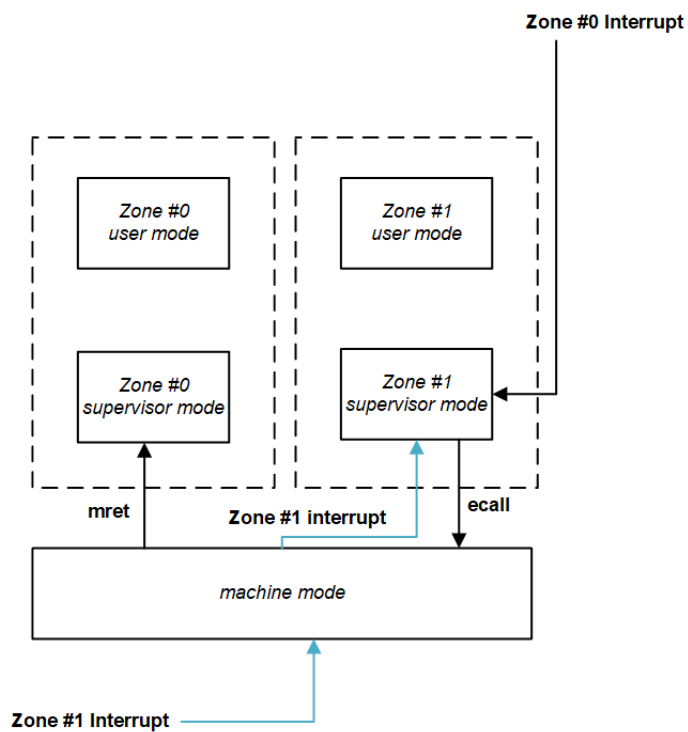 Zone #0 Interrupt
Zone #0
user mode
Zone #1
user mode
Zone #0
supervisor mode
Zone #1
supervisor mode
mret
Zone #1 interrupt
ecall
machine mode
Zone #1 Interrupt